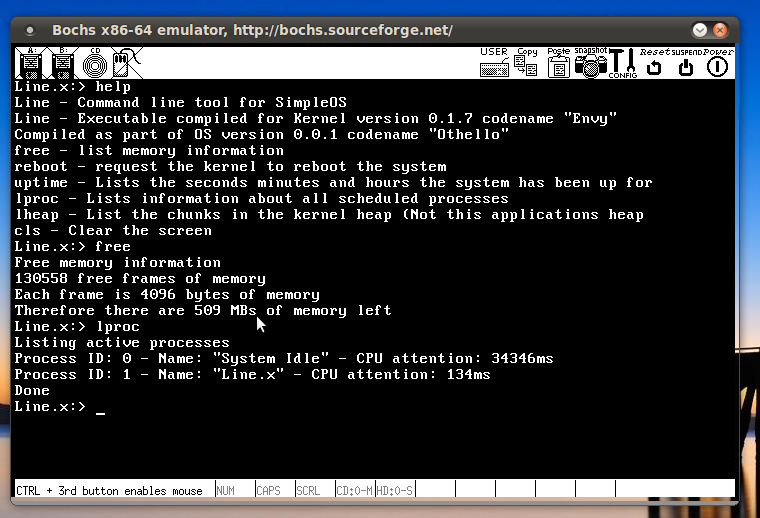 Bochs x86-64 emulator, http://bochs.sourceforge.net/
A: B: CD USER Copy Paste snapshot CONFIG Reset SUSPEND Power
Line.x:> help
Line - Command line tool for SimpleOS
Line - Executable compiled for Kernel version 0.1.7 codename "Envy"
Compiled as part of OS version 0.0.1 codename "Othello"
free - list memory information
reboot - request the kernel to reboot the system
uptime - Lists the seconds minutes and hours the system has been up for
lproc - Lists information about all scheduled processes
lheap - List the chunks in the kernel heap (Not this applications heap
cls - Clear the screen
Line.x:> free
Free memory information
130558 free frames of memory
Each frame is 4096 bytes of memory
Therefore there are 509 MBs of memory left
Line.x:> lproc
Listing active processes
Process ID: 0 - Name: "System Idle" - CPU attention: 34346ms
Process ID: 1 - Name: "Line.x" - CPU attention: 134ms
Done
Line.x:> _
CTRL + 3rd button enables mouse NUM CAPS SCRL CD:0-M HD:0-S